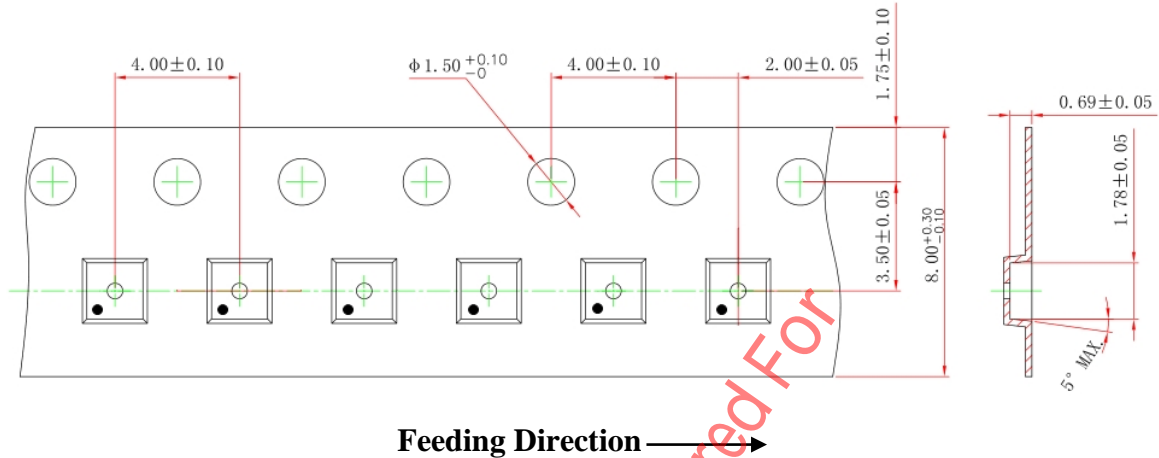 4.00±0.10
φ1.50 +0.10 -0
4.00±0.10
2.00±0.05
1.75±0.10
0.69±0.05
3.50±0.05
8.00 +0.30 -0.10
1.78±0.05
5° MAX.
red For
Feeding Direction